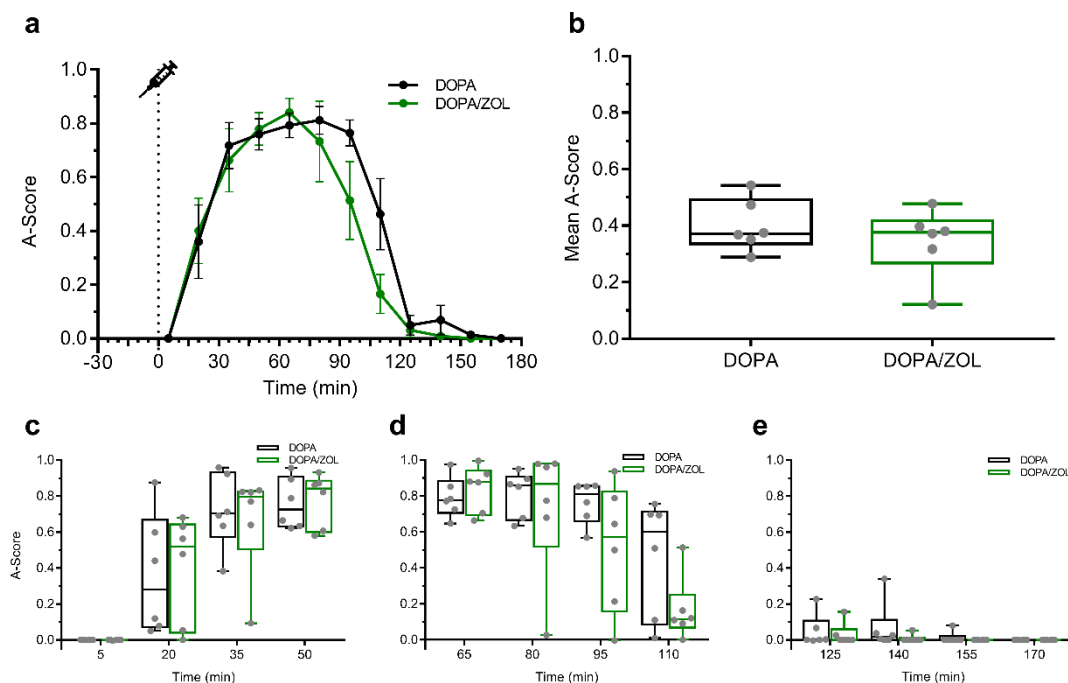 a
1.0
0.8
0.6
0.4
0.2
0.0
A-Score
DOPA
DOPA/ZOL
-30 0 30 60 90 120 150 180
Time (min)
b
1.0
0.8
0.6
0.4
0.2
0.0
Mean A-Score
DOPA DOPA/ZOL
c
DOPA
DOPA/ZOL
1.0
0.8
0.6
0.4
0.2
0.0
A-Score
5 20 35 50
Time (min)
d
DOPA
DOPA/ZOL
1.0
0.8
0.6
0.4
0.2
0.0
65 80 95 110
Time (min)
e
DOPA
DOPA/ZOL
1.0
0.8
0.6
0.4
0.2
0.0
125 140 155 170
Time (min)